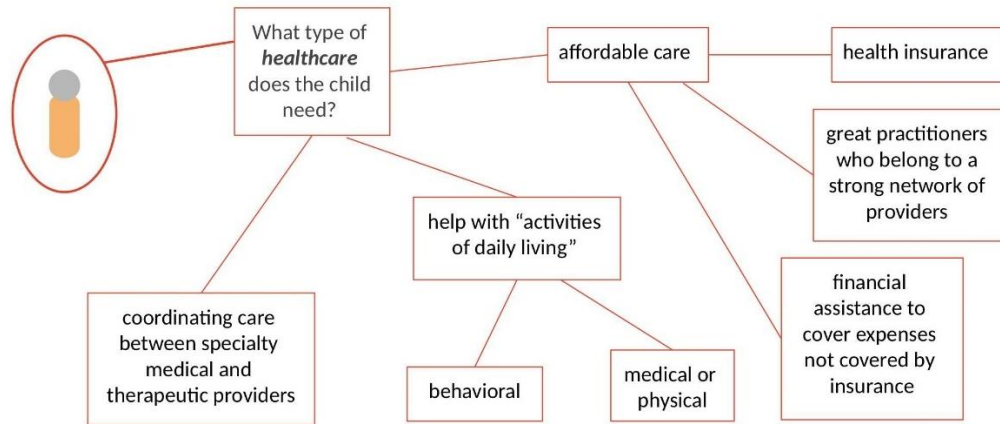 What type of
healthcare
does the child
need?
affordable care
health insurance
great practitioners
who belong to a
strong network of
providers
help with “activities
of daily living”
financial
assistance to
cover expenses
not covered by
insurance
coordinating care
between specialty
medical and
therapeutic providers
behavioral
medical or
physical